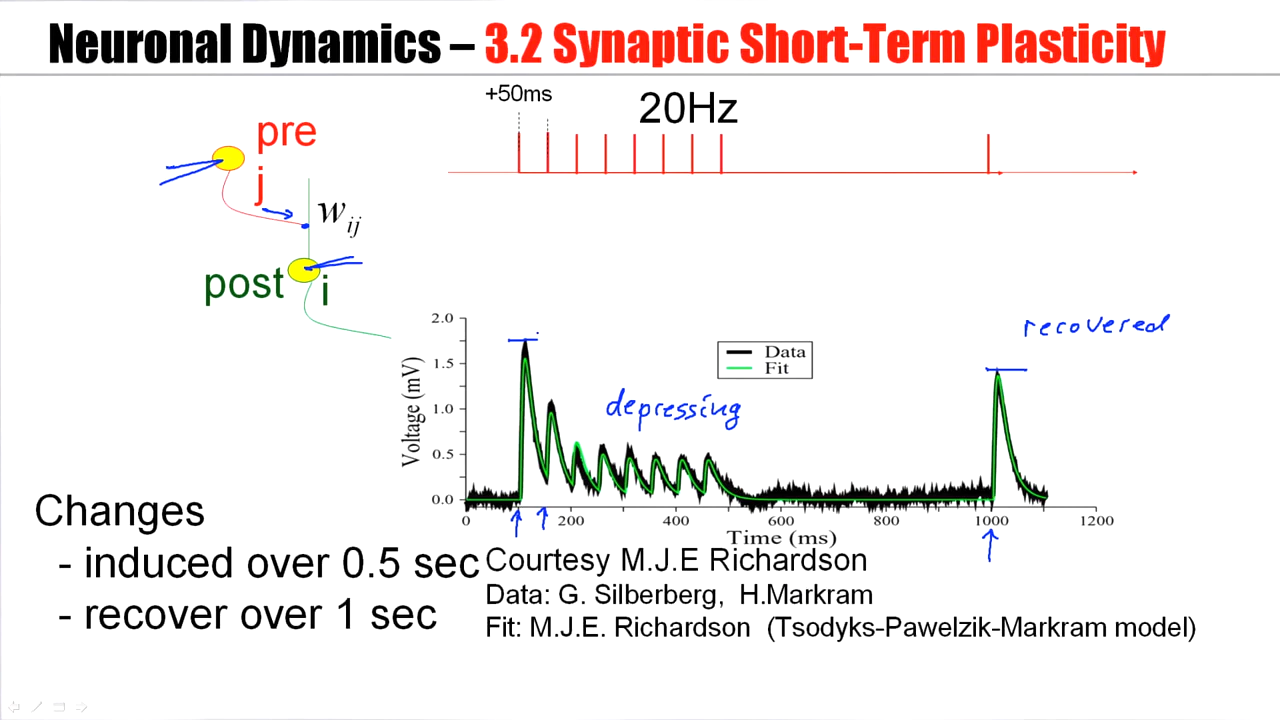 Neuronal Dynamics – 3.2 Synaptic Short-Term Plasticity
+50ms
20Hz
pre
j
w_ij
post i
recovered
2.0
1.5
1.0
0.5
0.0
Voltage (mV)
Data
Fit
depressing
0 200 400 600 800 1000 1200
Time (ms)
Changes
- induced over 0.5 sec
- recover over 1 sec
Courtesy M.J.E Richardson
Data: G. Silberberg, H.Markram
Fit: M.J.E. Richardson (Tsodyks-Pawelzik-Markram model)